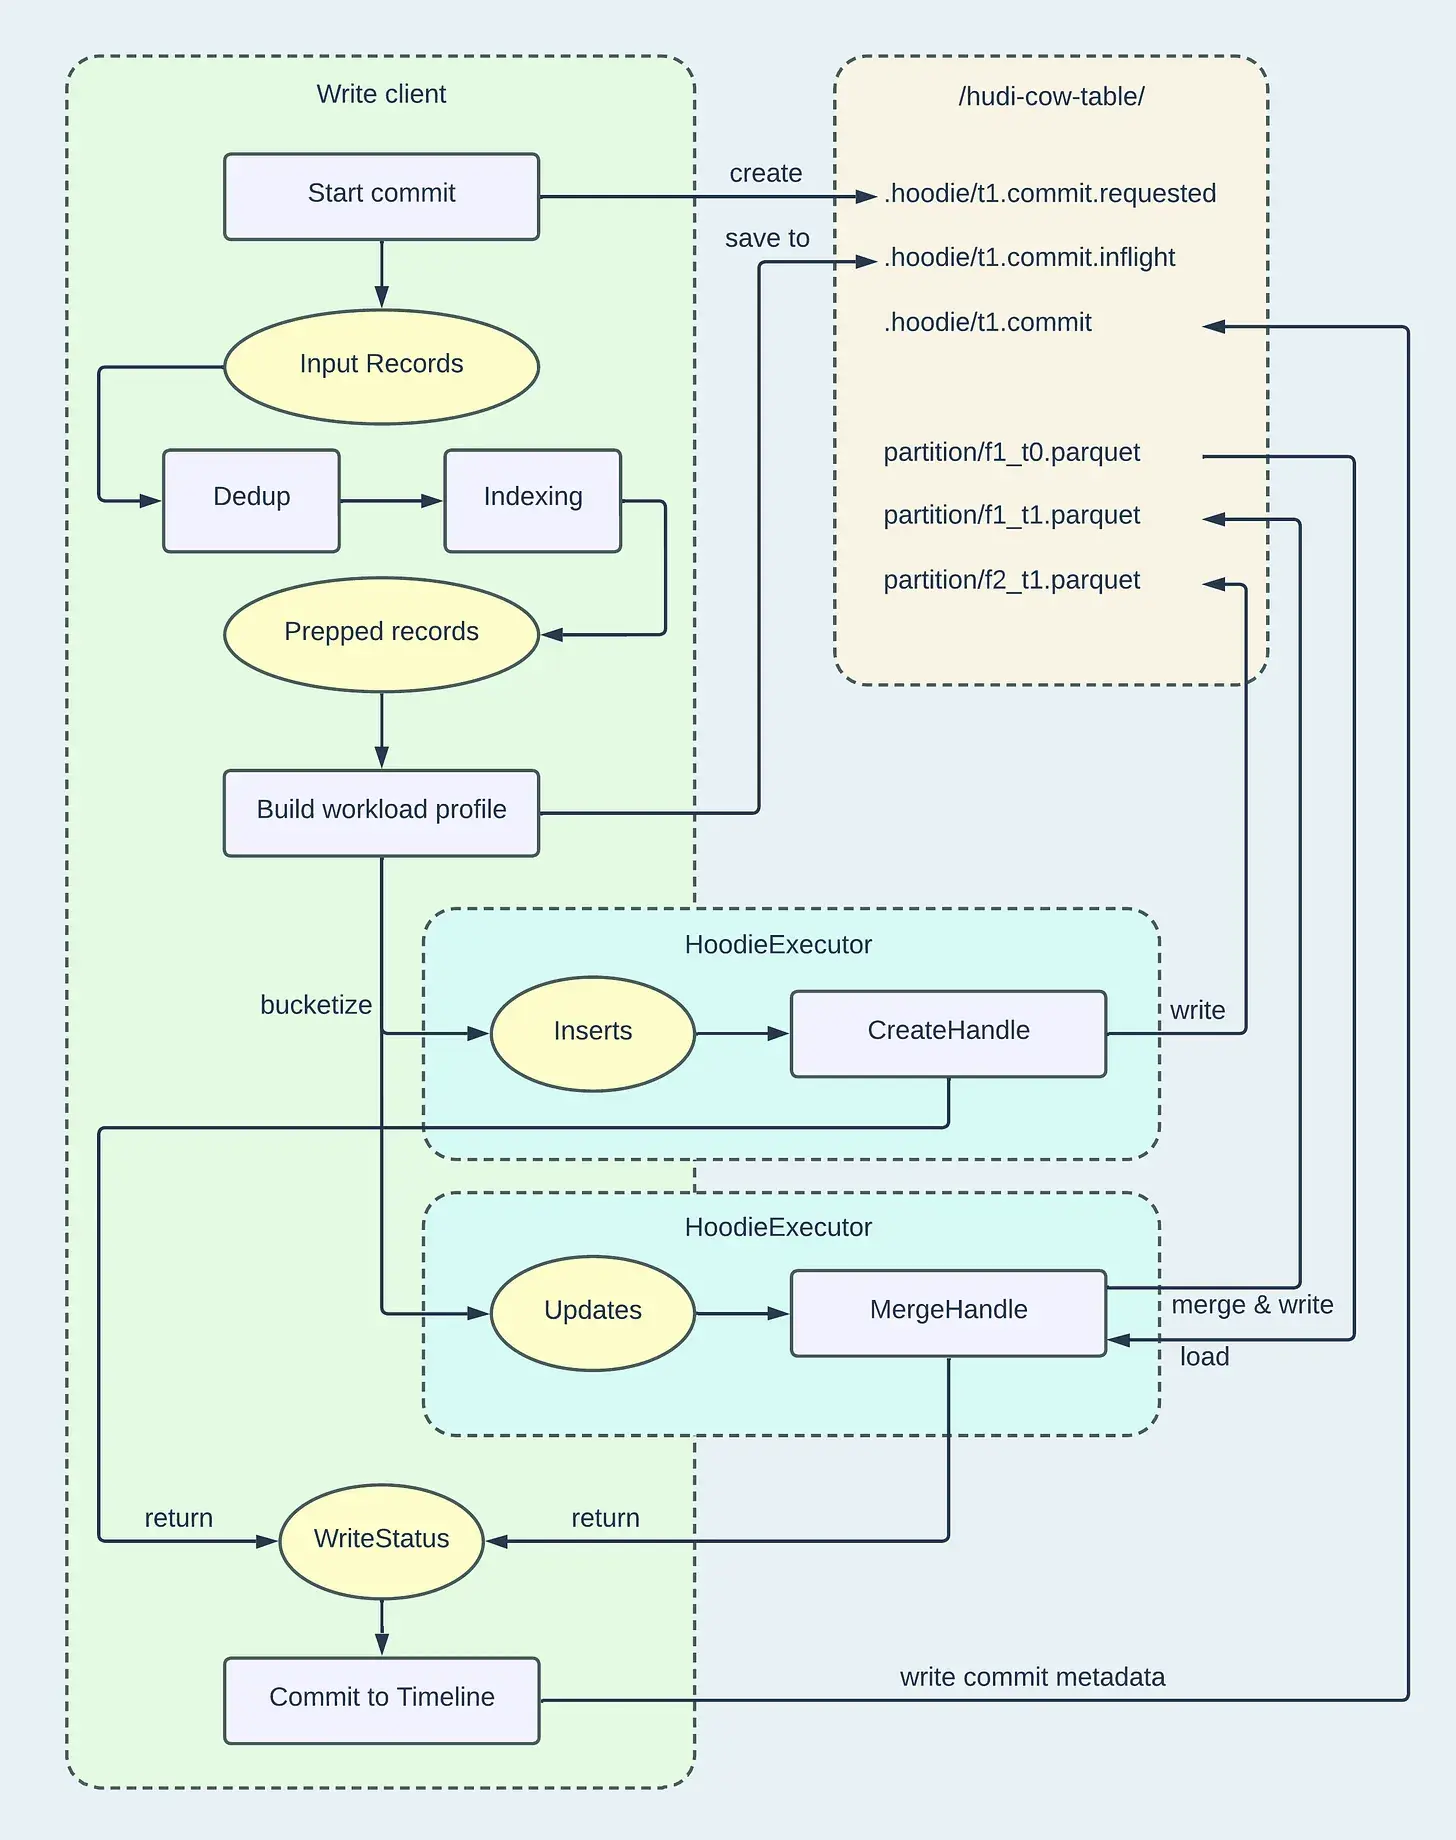 Write client
/hudi-cow-table/
Start commit
create
.hoodie/t1.commit.requested
save to
.hoodie/t1.commit.inflight
.hoodie/t1.commit
Input Records
partition/f1_t0.parquet
Dedup
Indexing
partition/f1_t1.parquet
partition/f2_t1.parquet
Prepped records
Build workload profile
HoodieExecutor
bucketize
Inserts
CreateHandle
write
HoodieExecutor
Updates
MergeHandle
merge & write
load
return
WriteStatus
return
Commit to Timeline
write commit metadata